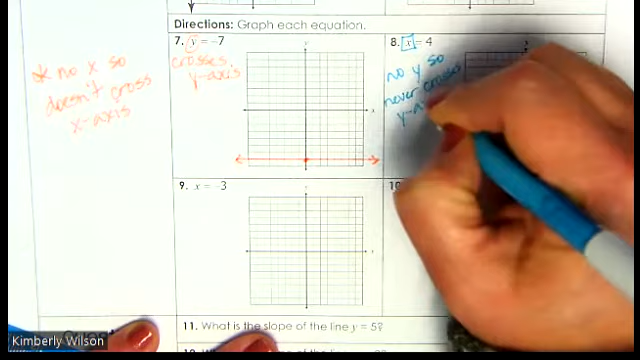 Directions: Graph each equation.
7. y = -7
crosses
y-axis
* no x so
doesn't cross
x-axis
8. x = 4
no y so
never crosses
9. x = -3
10
11. What is the slope of the line y = 5?
Kimberly Wilson